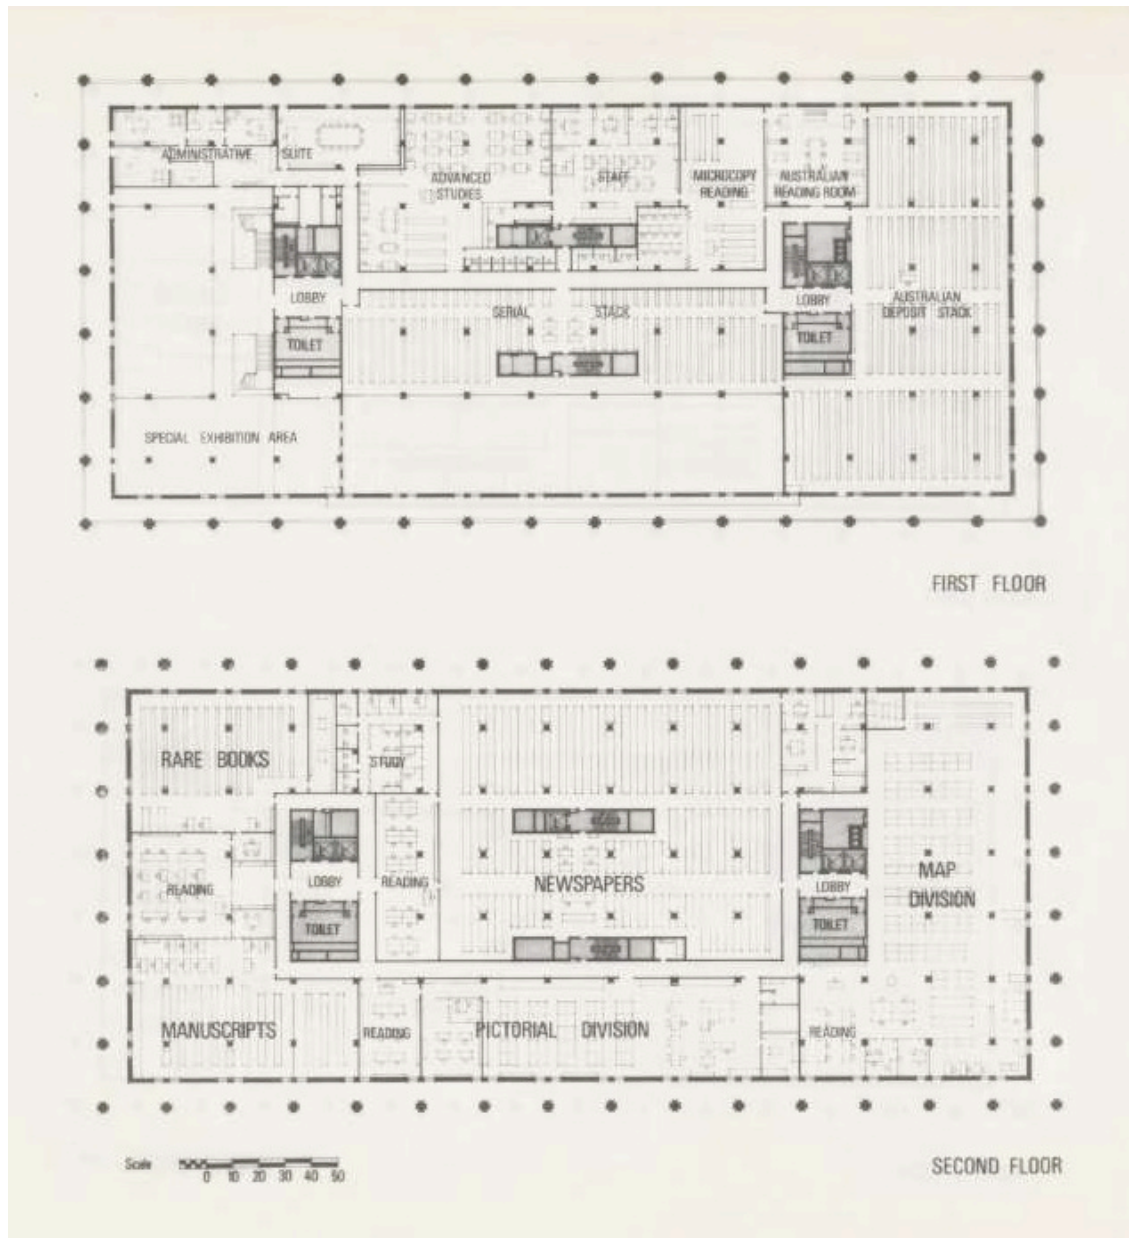 ADMINISTRATIVE SUITE
ADVANCED
STUDIES
STAFF
MICROCOPY
READING
AUSTRALIAN
READING ROOM
LOBBY
TOILET
SERIAL STACK
LOBBY
TOILET
AUSTRALIAN
DEPOSIT STACK
SPECIAL EXHIBITION AREA
FIRST FLOOR
RARE BOOKS
STUDY
READING
LOBBY
TOILET
READING
NEWSPAPERS
LOBBY
TOILET
MAP
DIVISION
MANUSCRIPTS
READING
PICTORIAL DIVISION
READING
Scale
0 10 20 30 40 50
SECOND FLOOR